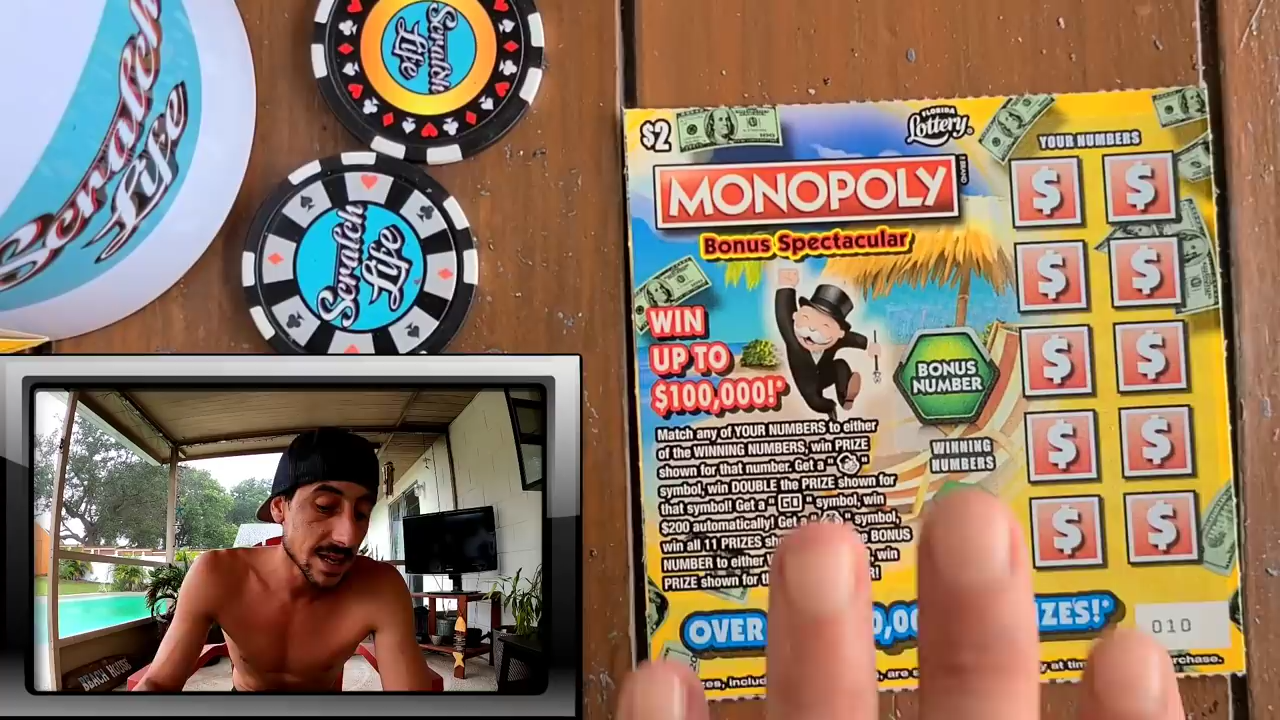 Scratch
Life
Scratch
Life
Scratch
Life
$2
FLORIDA
Lottery
YOUR NUMBERS
MONOPOLY
BRAND
Bonus Spectacular
WIN
UP TO
$100,000!*
BONUS
NUMBER
WINNING
NUMBERS
Match any of YOUR NUMBERS to either
of the WINNING NUMBERS, win PRIZE
shown for that number. Get a " "
symbol, win DOUBLE the PRIZE shown for
that symbol! Get a "GO" symbol, win
$200 automatically! Get a " " symbol,
win all 11 PRIZES BONUS
NUMBER to either win
PRIZE shown for
$ $
$ $
$ $
$ $
$ $
OVER
010
BEACH HOUSE